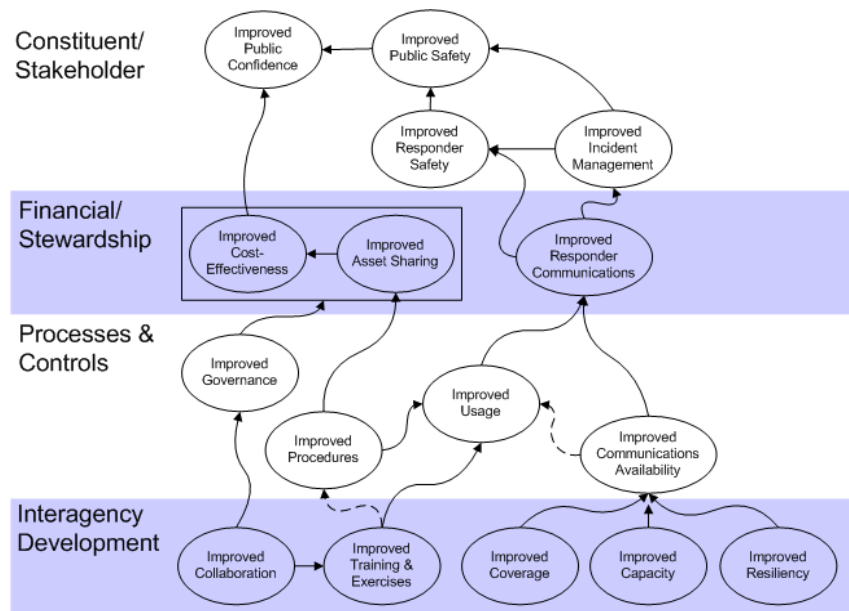 Constituent/
Stakeholder
Improved
Public
Confidence
Improved
Public Safety
Improved
Responder
Safety
Improved
Incident
Management
Financial/
Stewardship
Improved
Cost-
Effectiveness
Improved
Asset Sharing
Improved
Responder
Communications
Processes &
Controls
Improved
Governance
Improved
Usage
Improved
Procedures
Improved
Communications
Availability
Interagency
Development
Improved
Collaboration
Improved
Training &
Exercises
Improved
Coverage
Improved
Capacity
Improved
Resiliency